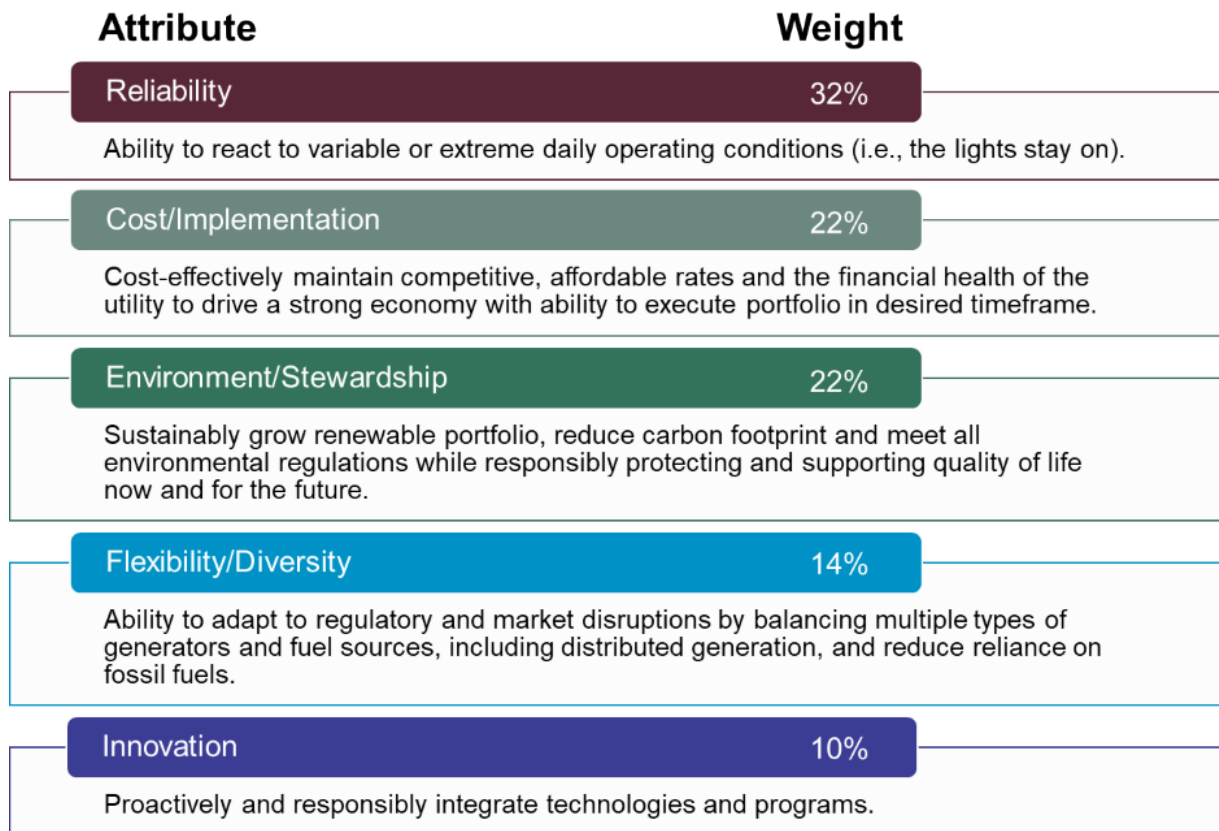 Attribute Weight
Reliability 32%
Ability to react to variable or extreme daily operating conditions (i.e., the lights stay on).
Cost/Implementation 22%
Cost-effectively maintain competitive, affordable rates and the financial health of the
utility to drive a strong economy with ability to execute portfolio in desired timeframe.
Environment/Stewardship 22%
Sustainably grow renewable portfolio, reduce carbon footprint and meet all
environmental regulations while responsibly protecting and supporting quality of life
now and for the future.
Flexibility/Diversity 14%
Ability to adapt to regulatory and market disruptions by balancing multiple types of
generators and fuel sources, including distributed generation, and reduce reliance on
fossil fuels.
Innovation 10%
Proactively and responsibly integrate technologies and programs.